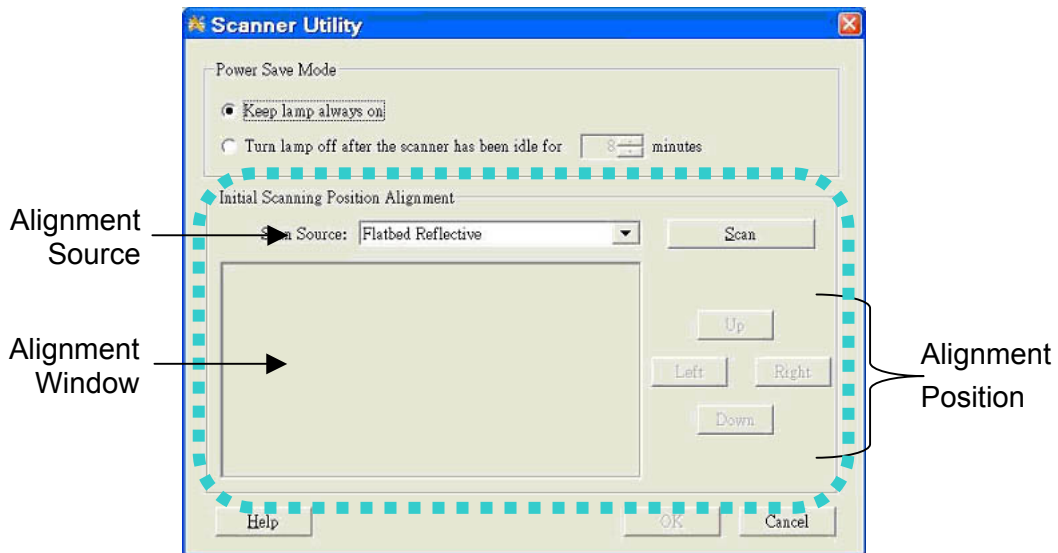 Scanner Utility
Power Save Mode
Keep lamp always on
Turn lamp off after the scanner has been idle for 8 minutes
Initial Scanning Position Alignment
Alignment
Source
Scan Source: Flatbed Reflective
Scan
Alignment
Window
Up
Left Right
Down
Alignment
Position
Help OK Cancel